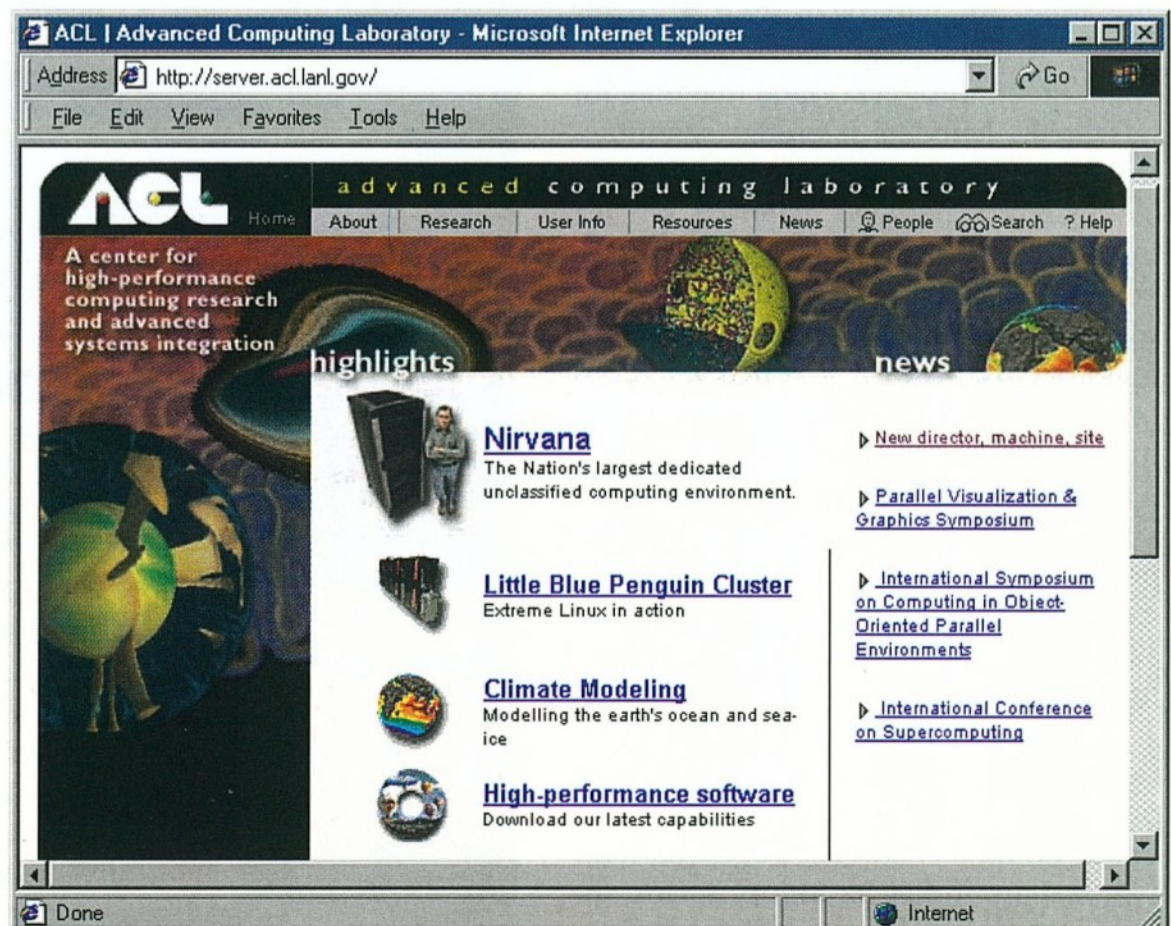 ACL | Advanced Computing Laboratory - Microsoft Internet Explorer
Address http://server.acl.lanl.gov/ Go
File Edit View Favorites Tools Help
ACL
advanced computing laboratory
Home About Research User Info Resources News People Search ? Help
A center for
high-performance
computing research
and advanced
systems integration
highlights
Nirvana
The Nation's largest dedicated
unclassified computing environment.
Little Blue Penguin Cluster
Extreme Linux in action
Climate Modeling
Modelling the earth's ocean and sea-
ice
High-performance software
Download our latest capabilities
news
New director, machine, site
Parallel Visualization &
Graphics Symposium
International Symposium
on Computing in Object-
Oriented Parallel
Environments
International Conference
on Supercomputing
Done Internet